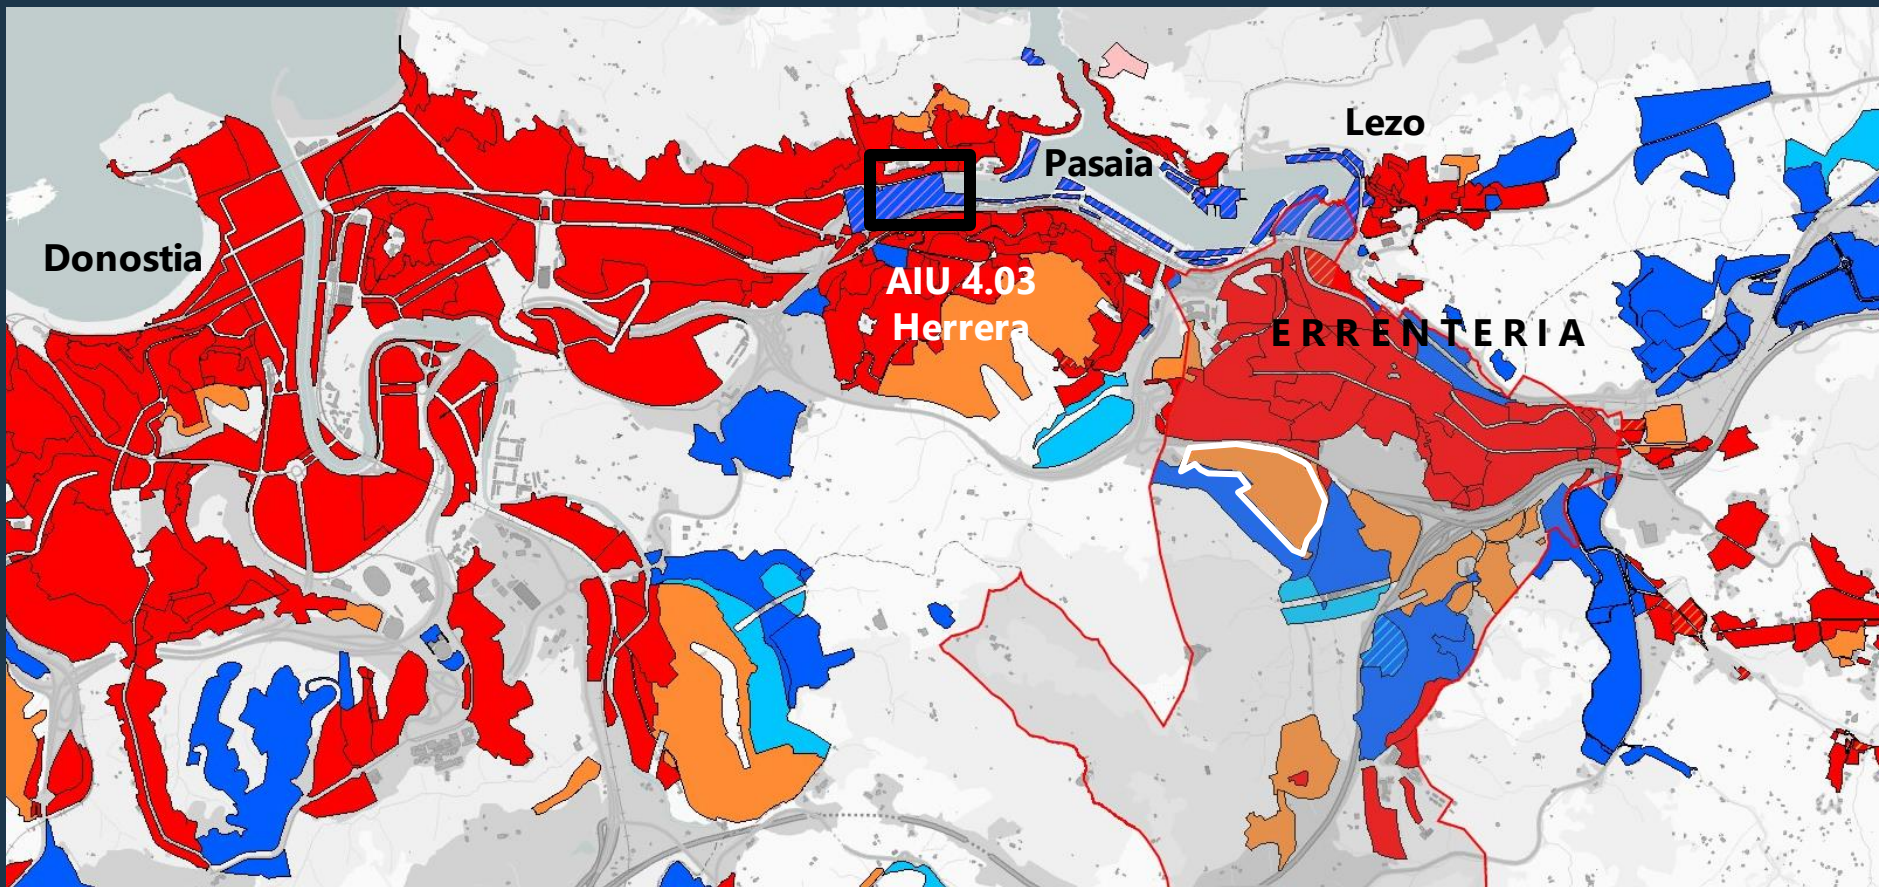 Lezo
Pasaia
Donostia
AIU 4.03
Herrera
ERRENTERIA